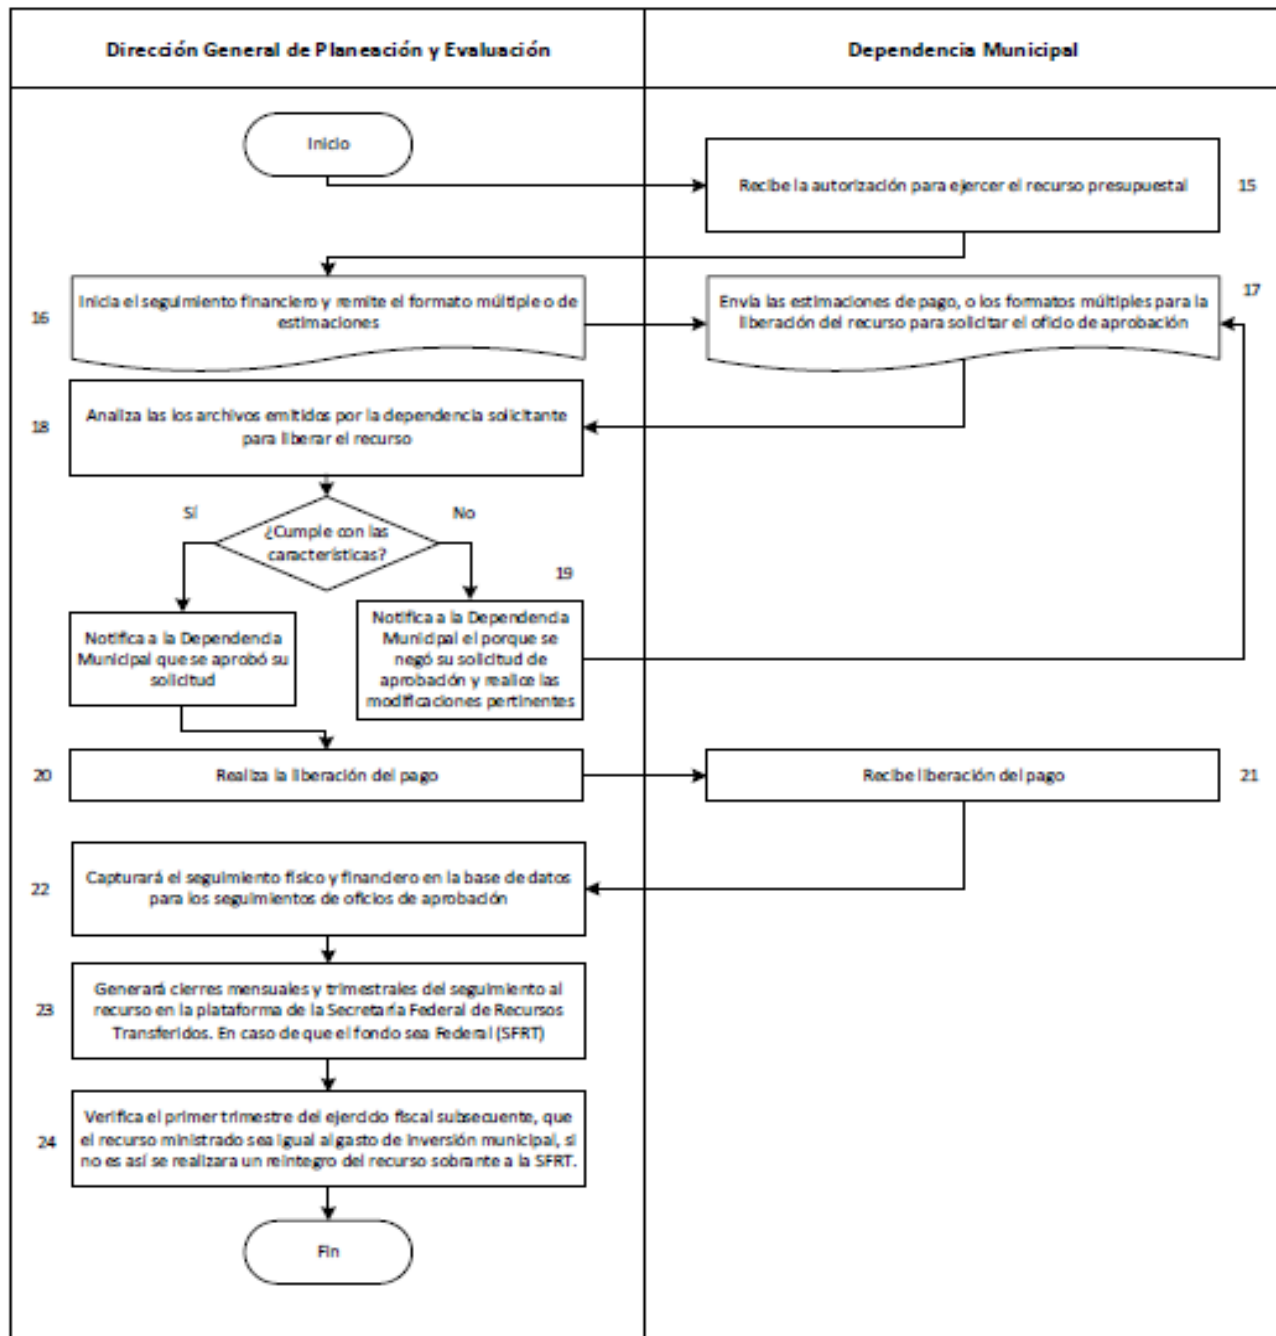 Dirección General de Planeación y Evaluación
Dependencia Municipal
Inicio
Recibe la autorización para ejercer el recurso presupuestal
15
16
Inicia el seguimiento financiero y remite el formato múltiple o de
estimaciones
Envía las estimaciones de pago, o los formatos múltiples para la
liberación del recurso para solicitar el oficio de aprobación
17
18
Analiza las los archivos emitidos por la dependencia solicitante
para liberar el recurso
Sí
¿Cumple con las
características?
No
19
Notifica a la Dependencia
Municipal que se aprobó su
solicitud
Notifica a la Dependencia
Municipal el porque se
negó su solicitud de
aprobación y realice las
modificaciones pertinentes
20
Realiza la liberación del pago
Recibe liberación del pago
21
22
Capturará el seguimiento físico y financiero en la base de datos
para los seguimientos de oficios de aprobación
23
Generará cierres mensuales y trimestrales del seguimiento al
recurso en la plataforma de la Secretaría Federal de Recursos
Transferidos. En caso de que el fondo sea Federal (SFRT)
24
Verifica el primer trimestre del ejercicio fiscal subsecuente, que
el recurso ministrado sea igual al gasto de inversión municipal, si
no es así se realizara un reintegro del recurso sobrante a la SFRT.
Fin